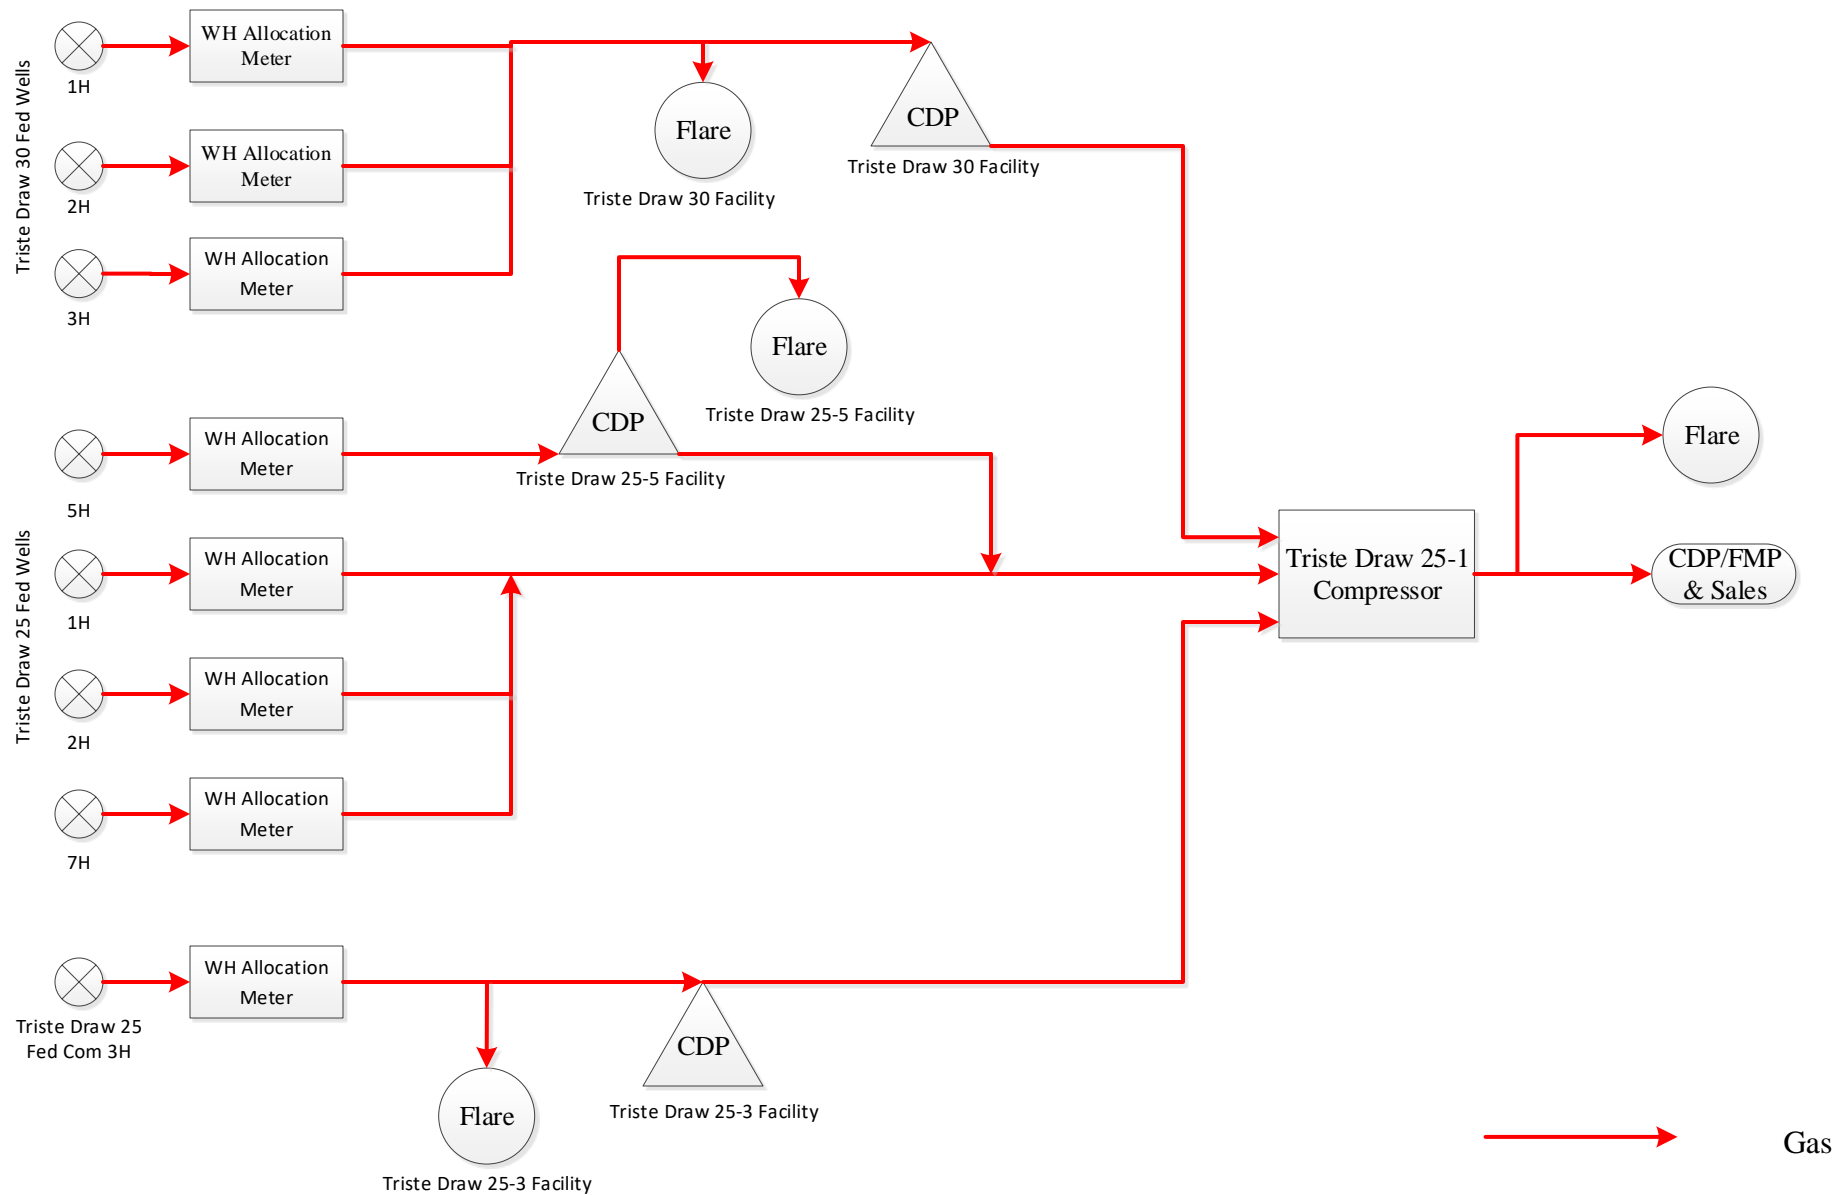 Triste Draw 30 Fed Wells
1H
WH Allocation
Meter
2H
WH Allocation
Meter
3H
WH Allocation
Meter
Flare
Triste Draw 30 Facility
CDP
Triste Draw 30 Facility
Flare
Triste Draw 25-5 Facility
CDP
Triste Draw 25-5 Facility
Triste Draw 25 Fed Wells
5H
WH Allocation
Meter
1H
WH Allocation
Meter
2H
WH Allocation
Meter
7H
WH Allocation
Meter
Triste Draw 25-1
Compressor
Flare
CDP/FMP
& Sales
Triste Draw 25
Fed Com 3H
WH Allocation
Meter
Flare
Triste Draw 25-3 Facility
CDP
Triste Draw 25-3 Facility
Gas